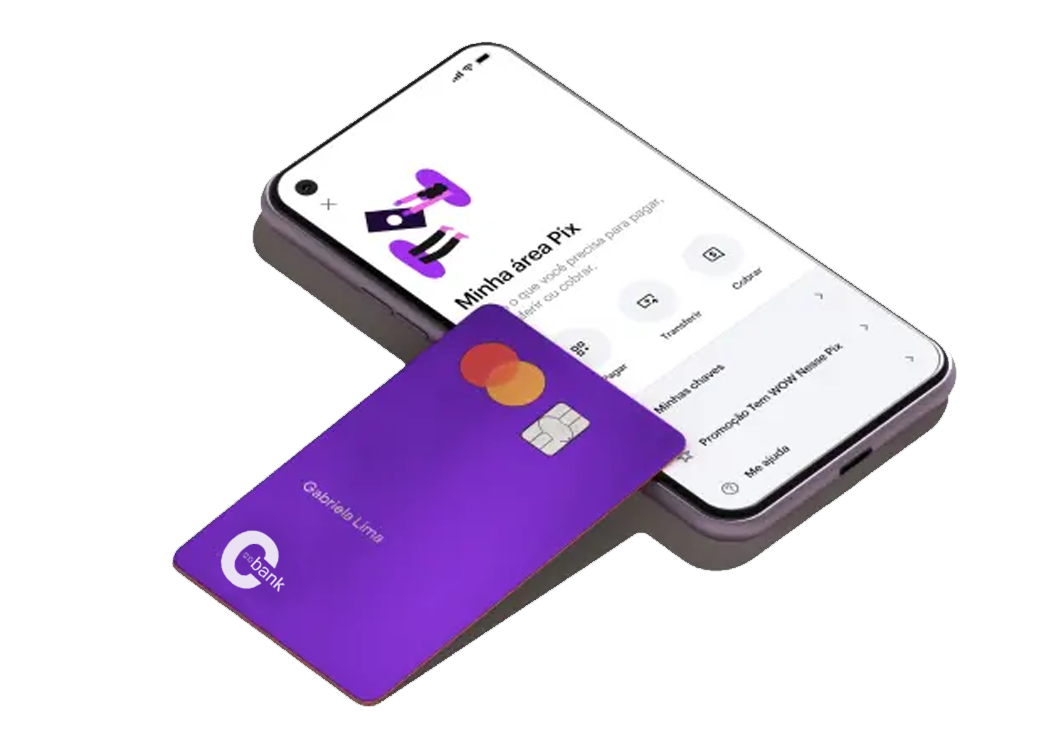 Minha área Pix
o que você precisa para pagar,
ferir ou cobrar.
Pagar
Transferir
Cobrar
Minhas chaves
Promoção Tem WOW Nesse Pix
Me ajuda
Gabriela Lima
C
bank